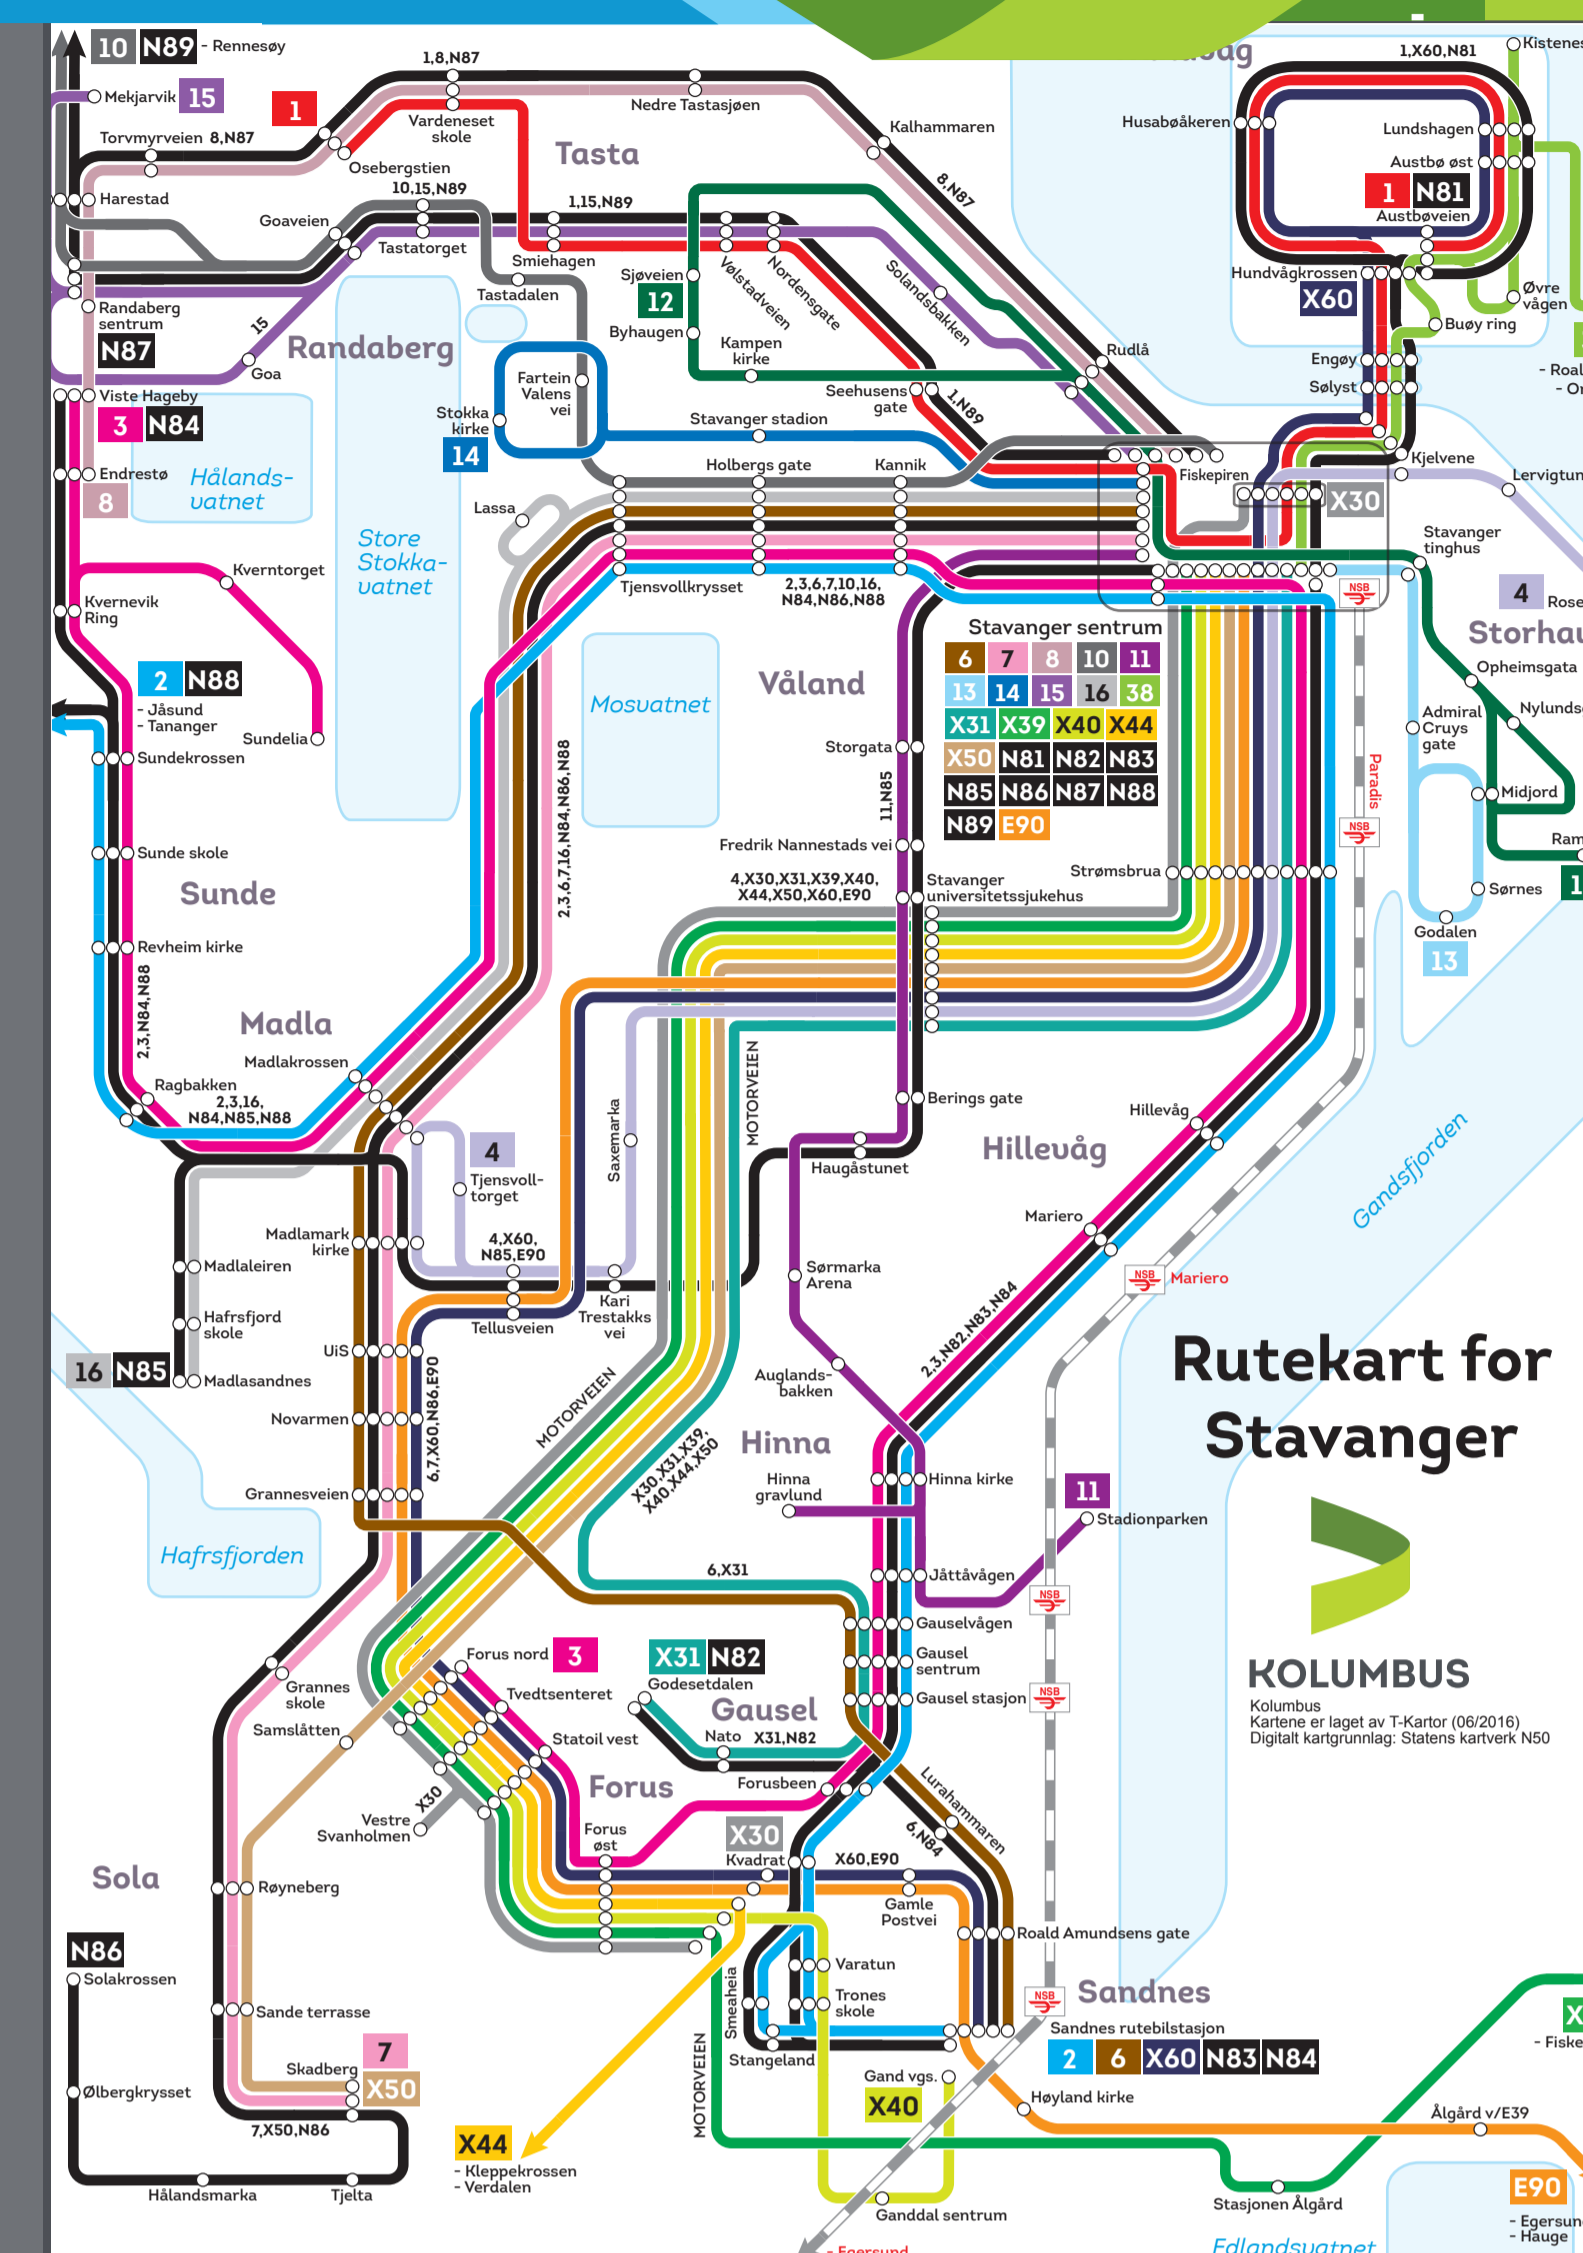 10 N89 - Rennesøy
1,8,N87
1,X60,N81
Mekjarvik 15
1
Nedre Tastasjøen
Vardeneset
skole
Husabøåkeren
Lundshagen
Torvmyrveien 8,N87
Kalhammaren
Tasta
Austbø øst
Osebergstien
10,15,N89
8,N87
1 N81
Harestad
1,15,N89
Austbøveien
Goaveien
Tastatorget
Smiehagen
Sjøveien
Vølstadveien
Nordensgate
Solandsbakken
Hundvågkrossen
Tastadalen
12
X60
Øvre
vågen
Randaberg
sentrum
15
Byhaugen
Buøy ring
N87
Randaberg
Kampen
kirke
Rudlå
Engøy
Goa
Fartein
Valens
vei
Seehusens
gate
1,N89
Sølyst
Viste Hageby
3 N84
Stokka
kirke
14
Stavanger stadion
Kjelvene
Endrestø
8
Hålands-
vatnet
Holbergs gate
Kannik
Fiskepiren
X30
Lassa
Store
Stokka-
vatnet
Stavanger
tinghus
Kverntorget
Tjensvollkrysset
2,3,6,7,10,16,
N84,N86,N88
NSB
4
Kvernevik
Ring
Stavanger sentrum
6 7 8 10 11
13 14 15 16 38
X31 X39 X40 X44
X50 N81 N82 N83
N85 N86 N87 N88
N89 E90
2 N88
- Jåsund
- Tananger
Våland
Opheimsgata
Mosvatnet
Admiral
Cruys
gate
Sundelia
Storgata
Sundekrossen
11,N85
Paradis
Midjord
2,3,6,7,16,N84,N86,N88
NSB
Sunde skole
Fredrik Nannestads vei
Sunde
4,X30,X31,X39,X40,
X44,X50,X60,E90
Stavanger
universitetssjukehus
Strømsbrua
Sørnes
Godalen
13
Revheim kirke
2,3,N84,N88
Madla
Madlakrossen
MOTORVEIEN
Ragbakken
2,3,16,
N84,N85,N88
Saxemarka
Berings gate
Hillevåg
Hillevåg
Gandsfjorden
4
Tjensvoll-
torget
Haugåstunet
Madlamark
kirke
4,X60,
N85,E90
Mariero
Madlaleiren
Sørmarka
Arena
NSB
Mariero
Hafrsfjord
skole
Tellusveien
Kari
Trestakks
vei
2,3,N82,N83,N84
UiS
16 N85
Madlasandnes
MOTORVEIEN
Auglands-
bakken
Rutekart for
Stavanger
Novarmen
6,7,X60,N86,E90
X30,X31,X39,
X40,X44,X50
Hinna
Hinna
gravlund
Hinna kirke
11
Stadionparken
Grannesveien
Hafrsfjorden
6,X31
Jåttåvågen
NSB
Gauselvågen
Forus nord 3
X31 N82
Godesetdalen
Gausel
sentrum
KOLUMBUS
Kolumbus
Kartene er laget av T-Kartor (06/2016)
Digitalt kartgrunnlag: Statens kartverk N50
Grannes
skole
Tvedtsenteret
Gausel
Gausel stasjon
NSB
Samslåtten
Statoil vest
Nato
X31,N82
Forus
Forusbeen
Lurahammaren
X30
Vestre
Svanholmen
Forus
øst
X30
Kvadrat
6,N84
X60,E90
Sola
Røyneberg
Gamle
Postvei
Roald Amundsens gate
N86
Solakrossen
Varatun
Smeaheia
Trones
skole
NSB
Sandnes
Sande terrasse
Sandnes rutebilstasjon
2 6 X60 N83 N84
7
Skadberg
X50
MOTORVEIEN
Stangeland
Gand vgs.
X40
Ølbergkrysset
Høyland kirke
7,X50,N86
Ålgård v/E39
X44
- Kleppekrossen
- Verdalen
Hålandsmarka
Tjelta
E90
Stasjonen Ålgård
Ganddal sentrum
- Hauge